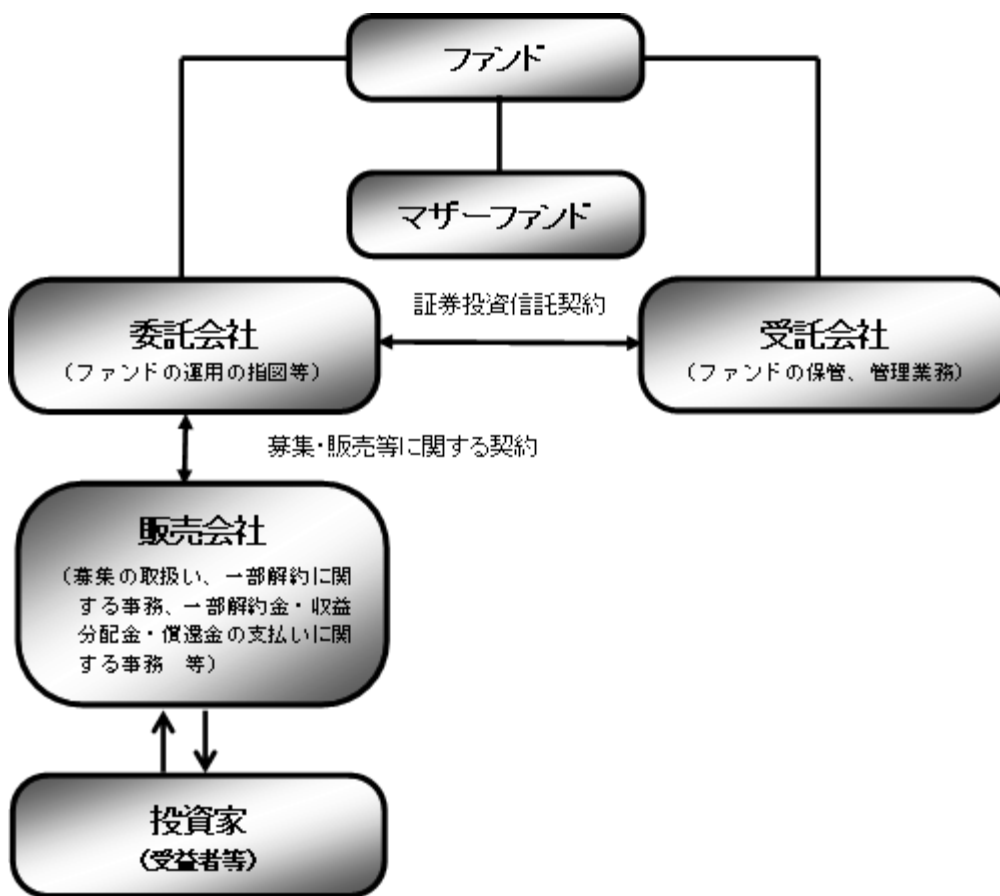 ファンド
マザーファンド
証券投資信託契約
委託会社
(ファンドの運用の指図等)
受託会社
(ファンドの保管、管理業務)
募集・販売等に関する契約
販売会社
(募集の取扱い、一部解約に関
する事務、一部解約金・収益
分配金・償還金の支払いに関
する事務　等)
投資家
(受益者等)